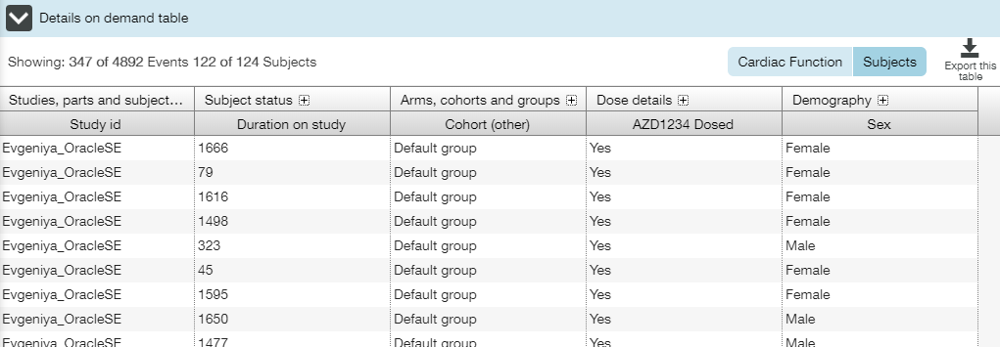 Details on demand table
Showing: 347 of 4892 Events 122 of 124 Subjects
Cardiac Function Subjects Export this table
Studies, parts and subject... Subject status Arms, cohorts and groups Dose details Demography
Study id Duration on study Cohort (other) AZD1234 Dosed Sex
Evgeniya_OracleSE 1666 Default group Yes Female
Evgeniya_OracleSE 79 Default group Yes Female
Evgeniya_OracleSE 1616 Default group Yes Female
Evgeniya_OracleSE 1498 Default group Yes Female
Evgeniya_OracleSE 323 Default group Yes Male
Evgeniya_OracleSE 45 Default group Yes Female
Evgeniya_OracleSE 1595 Default group Yes Female
Evgeniya_OracleSE 1650 Default group Yes Male
Evgeniya_OracleSE 1477 Default group Yes Male